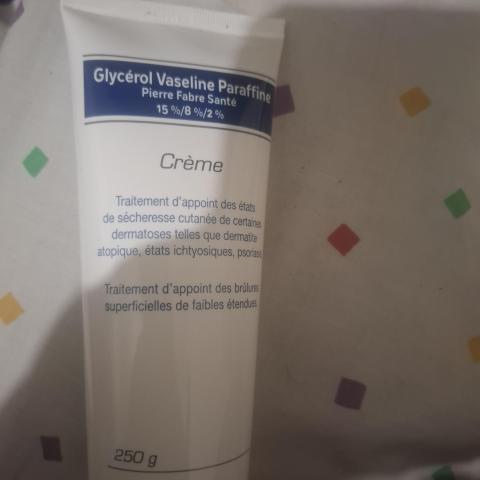 Glycérol Vaseline Paraffine
Pierre Fabre Santé
15 %/8 %/2 %
Crème
Traitement d'appoint des états
de sécheresse cutanée de certaines
dermatoses telles que dermatite
atopique, états ichtyosiques, psoriasis,
Traitement d'appoint des brûlures
superficielles de faibles étendues
250 g